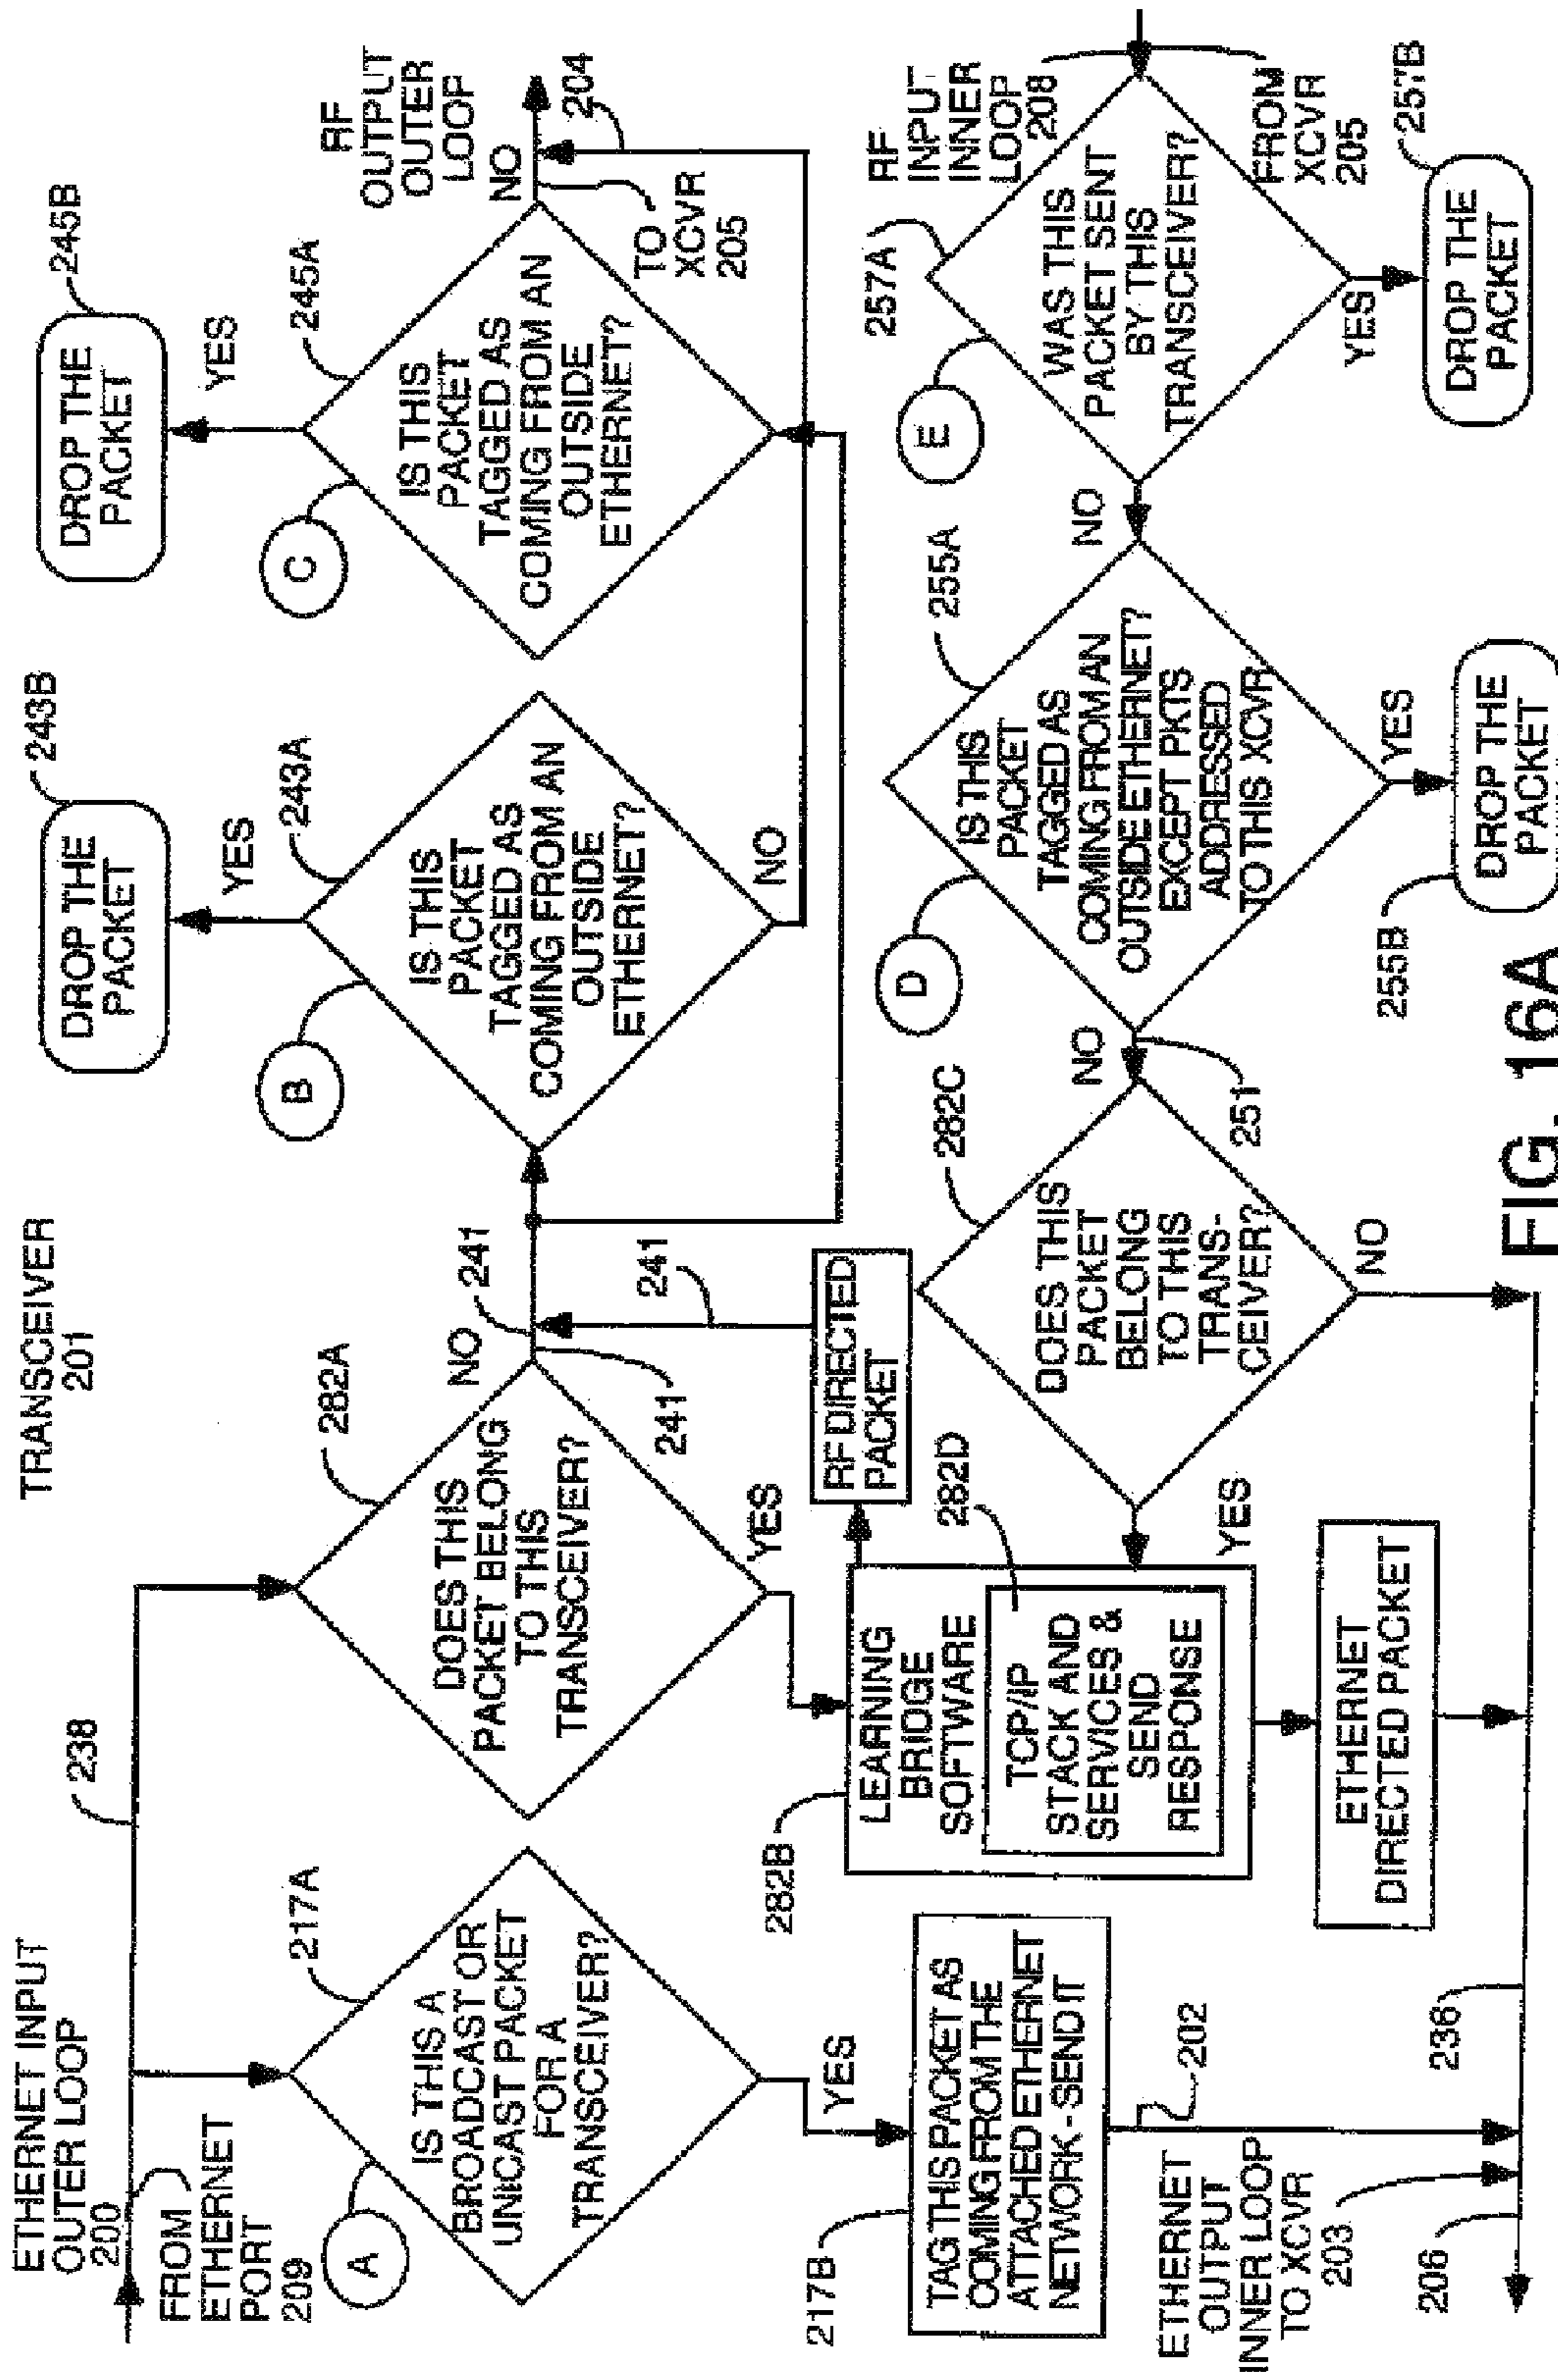 TRANSCEIVER
201
ETHERNET INPUT
OUTER LOOP
200
FROM
ETHERNET
PORT
209
238
A
217A
IS THIS A
BROADCAST OR
UNICAST PACKET
FOR A
TRANSCEIVER?
YES
217B
TAG THIS PACKET AS
COMING FROM THE
ATTACHED ETHERNET
NETWORK - SEND IT
202
ETHERNET
OUTPUT
INNER LOOP
TO XCVR
203
206
282A
DOES THIS
PACKET BELONG
TO THIS
TRANSCEIVER?
NO
241
241
241
YES
282B
LEARNING
BRIDGE
SOFTWARE
282D
TCP/IP
STACK AND
SERVICES &
SEND
RESPONSE
RF DIRECTED
PACKET
ETHERNET
DIRECTED PACKET
236
B
243A
IS THIS
PACKET
TAGGED AS
COMING FROM AN
OUTSIDE
ETHERNET?
YES
243B
DROP THE
PACKET
NO
C
245A
IS THIS
PACKET
TAGGED AS
COMING FROM AN
OUTSIDE
ETHERNET?
YES
245B
DROP THE
PACKET
NO
RF
OUTPUT
OUTER
LOOP
204
TO
XCVR
205
RF
INPUT
INNER
LOOP
208
FROM
XCVR
205
E
257A
WAS THIS
PACKET SENT
BY THIS
TRANSCEIVER?
YES
257B
DROP THE
PACKET
NO
D
255A
IS THIS
PACKET
TAGGED AS
COMING FROM AN
OUTSIDE ETHERNET?
EXCEPT PKTS
ADDRESSED
TO THIS XCVR
YES
255B
DROP THE
PACKET
NO
251
282C
DOES THIS
PACKET
BELONG
TO THIS
TRANS-
CEIVER?
YES
NO
FIG. 16A